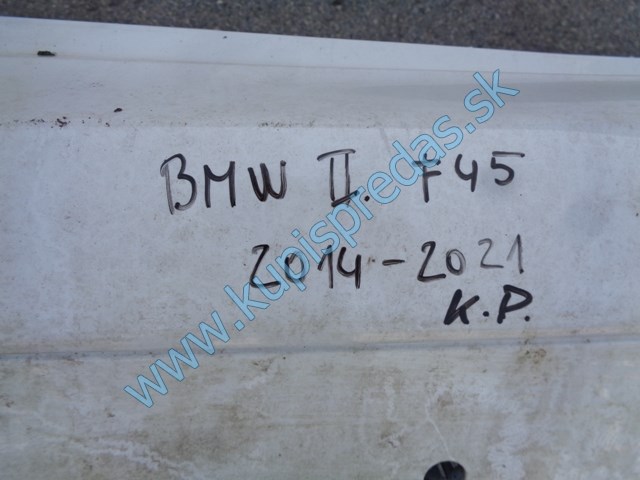 BMW II. F45
2014-2021
K.P.
www.kupispredas.sk